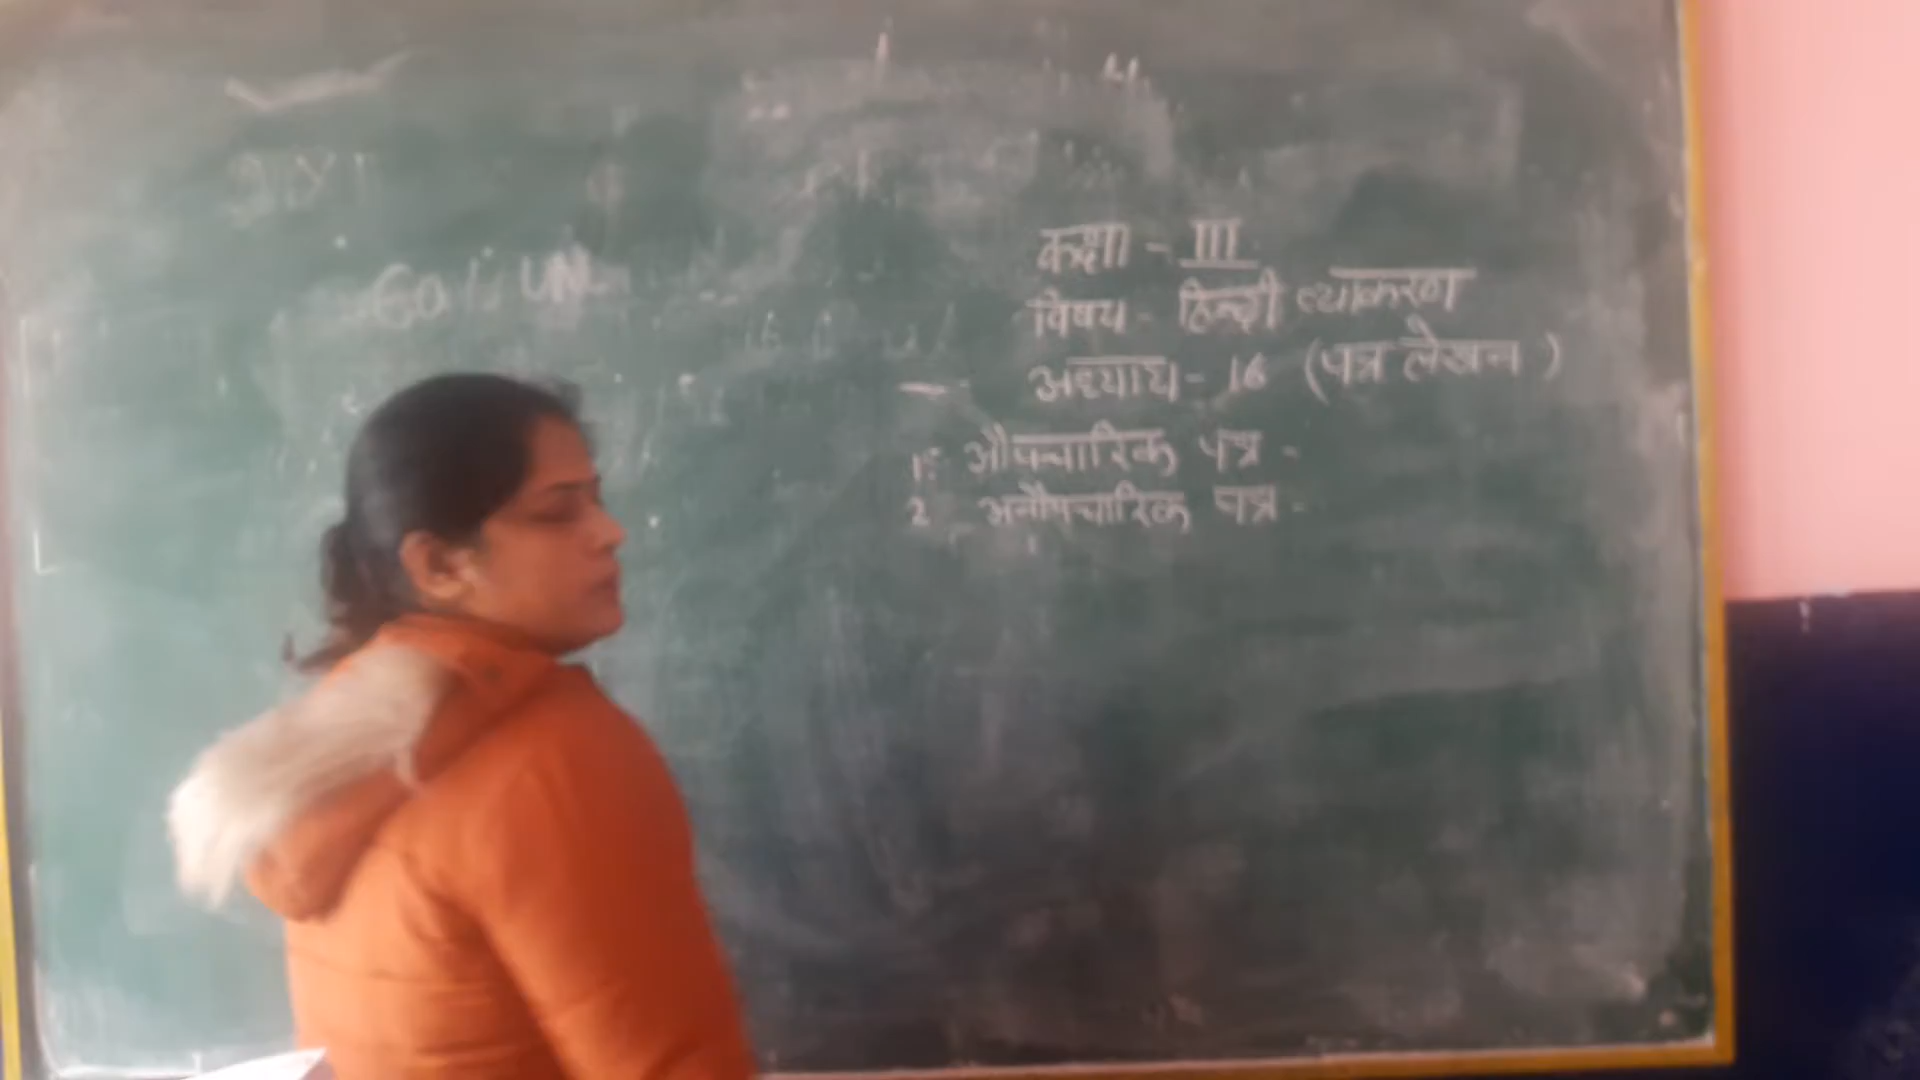 कक्षा - III
विषय - हिन्दी व्याकरण
अध्याय - 16 (पत्र लेखन)
1. औपचारिक पत्र -
2 अनौपचारिक पत्र -